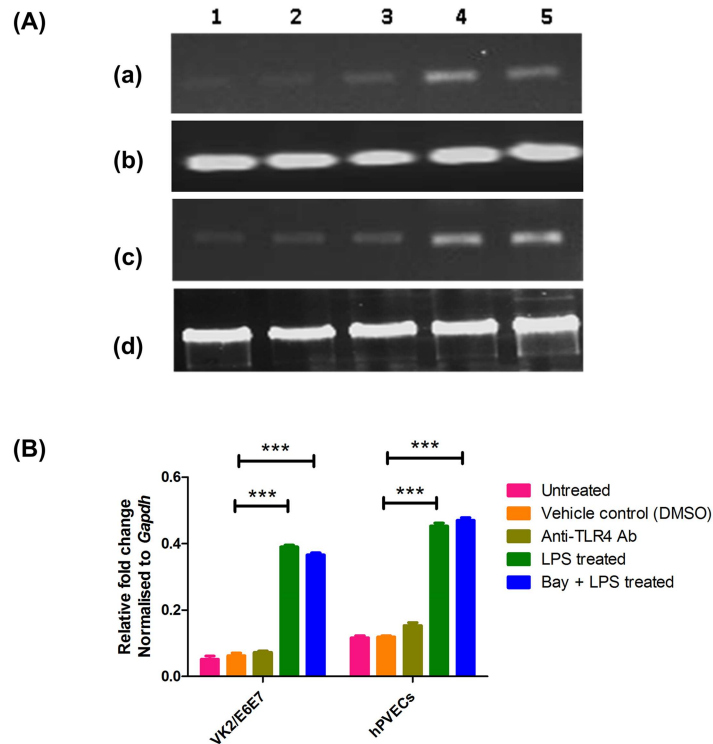 (A)
1 2 3 4 5
(a)
(b)
(c)
(d)
(B)
Relative fold change
Normalised to Gapdh
0.6
0.4
0.2
0.0
***
***
***
***
VK2/E6E7
hPVECs
Untreated
Vehicle control (DMSO)
Anti-TLR4 Ab
LPS treated
Bay + LPS treated